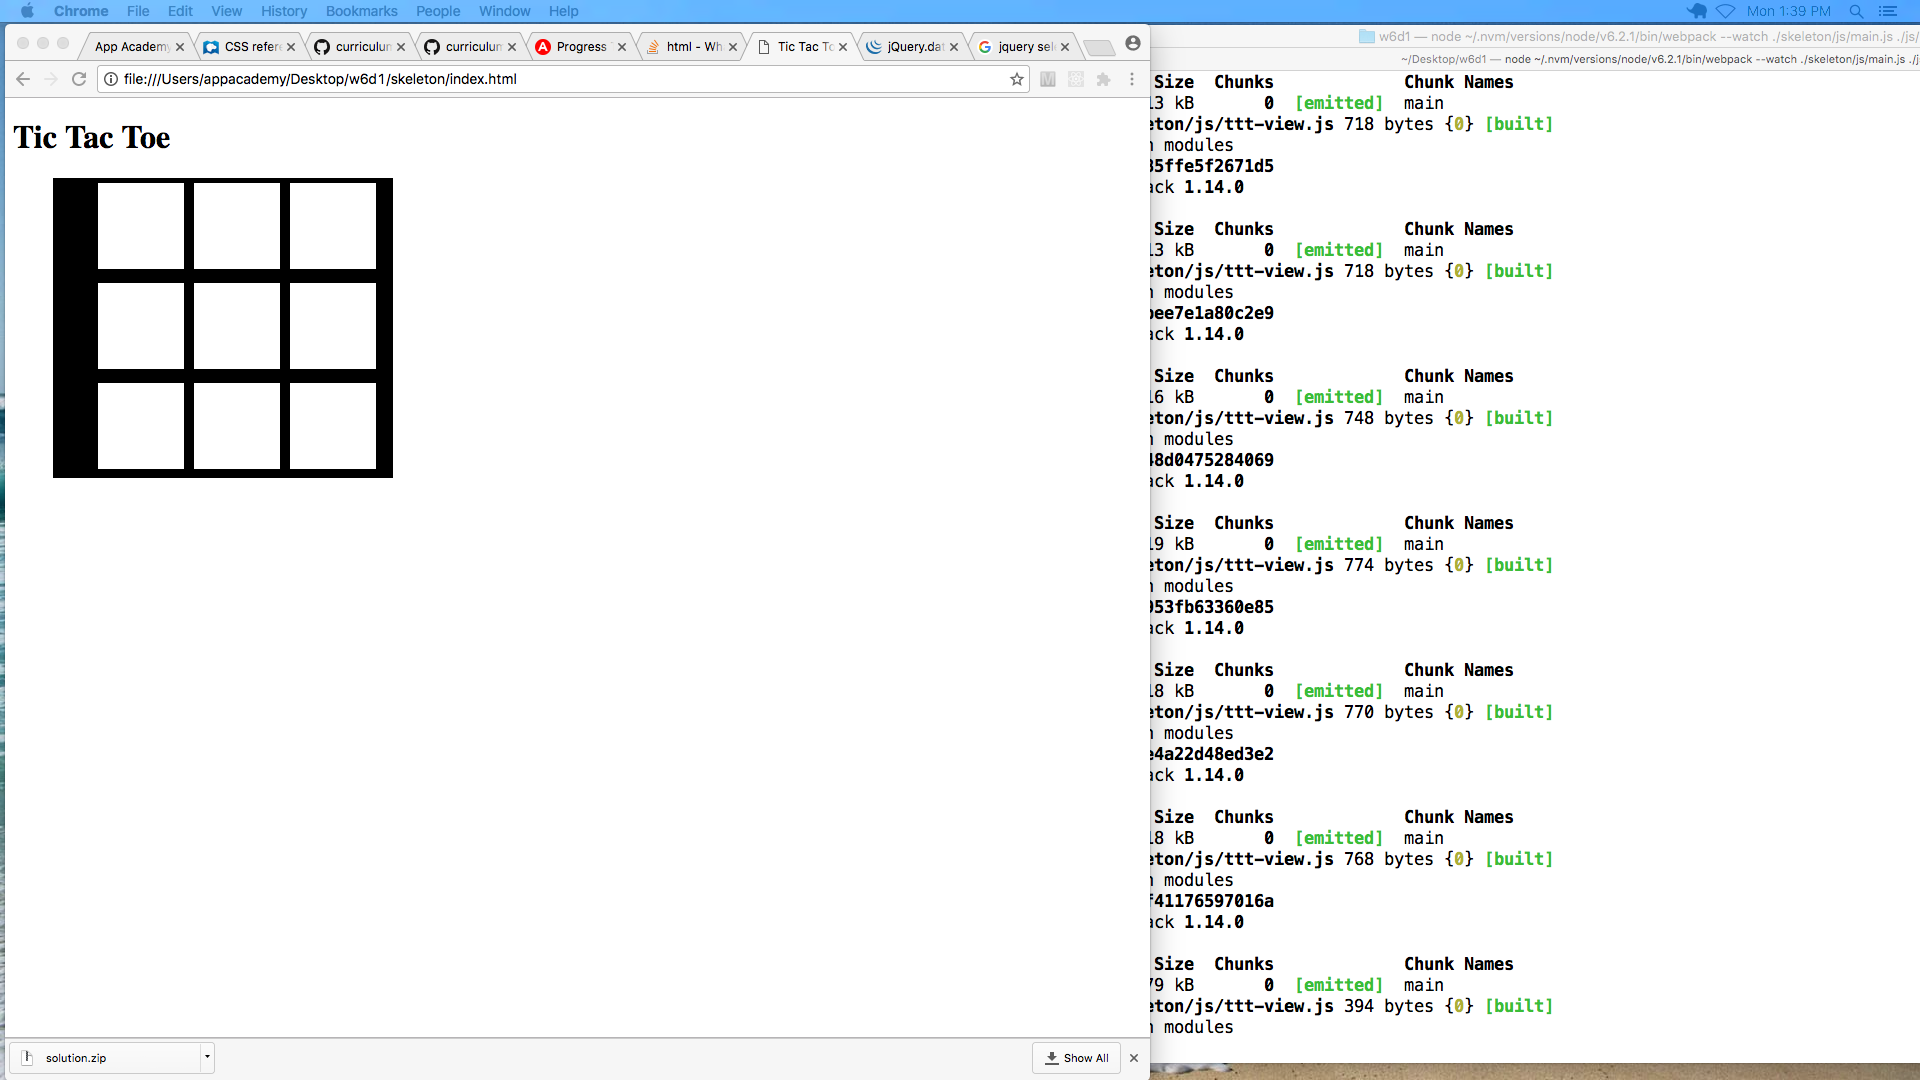 Chrome File Edit View History Bookmarks People Window Help Mon 1:39 PM
App Academy CSS refer curriculun curriculun Progress html - Wh Tic Tac To jQuery.dat jquery sele
file:///Users/appacademy/Desktop/w6d1/skeleton/index.html
Tic Tac Toe
solution.zip
Show All
w6d1 — node ~/.nvm/versions/node/v6.2.1/bin/webpack --watch ./skeleton/js/main.js ./js/
~/Desktop/w6d1 — node ~/.nvm/versions/node/v6.2.1/bin/webpack --watch ./skeleton/js/main.js ./j
Size Chunks Chunk Names
13 kB 0 [emitted] main
eton/js/ttt-view.js 718 bytes {0} [built]
n modules
35ffe5f2671d5
ack 1.14.0
Size Chunks Chunk Names
13 kB 0 [emitted] main
eton/js/ttt-view.js 718 bytes {0} [built]
n modules
bee7e1a80c2e9
ack 1.14.0
Size Chunks Chunk Names
16 kB 0 [emitted] main
eton/js/ttt-view.js 748 bytes {0} [built]
n modules
48d0475284069
ack 1.14.0
Size Chunks Chunk Names
19 kB 0 [emitted] main
eton/js/ttt-view.js 774 bytes {0} [built]
n modules
953fb63360e85
ack 1.14.0
Size Chunks Chunk Names
18 kB 0 [emitted] main
eton/js/ttt-view.js 770 bytes {0} [built]
n modules
e4a22d48ed3e2
ack 1.14.0
Size Chunks Chunk Names
18 kB 0 [emitted] main
eton/js/ttt-view.js 768 bytes {0} [built]
n modules
f41176597016a
ack 1.14.0
Size Chunks Chunk Names
79 kB 0 [emitted] main
eton/js/ttt-view.js 394 bytes {0} [built]
n modules